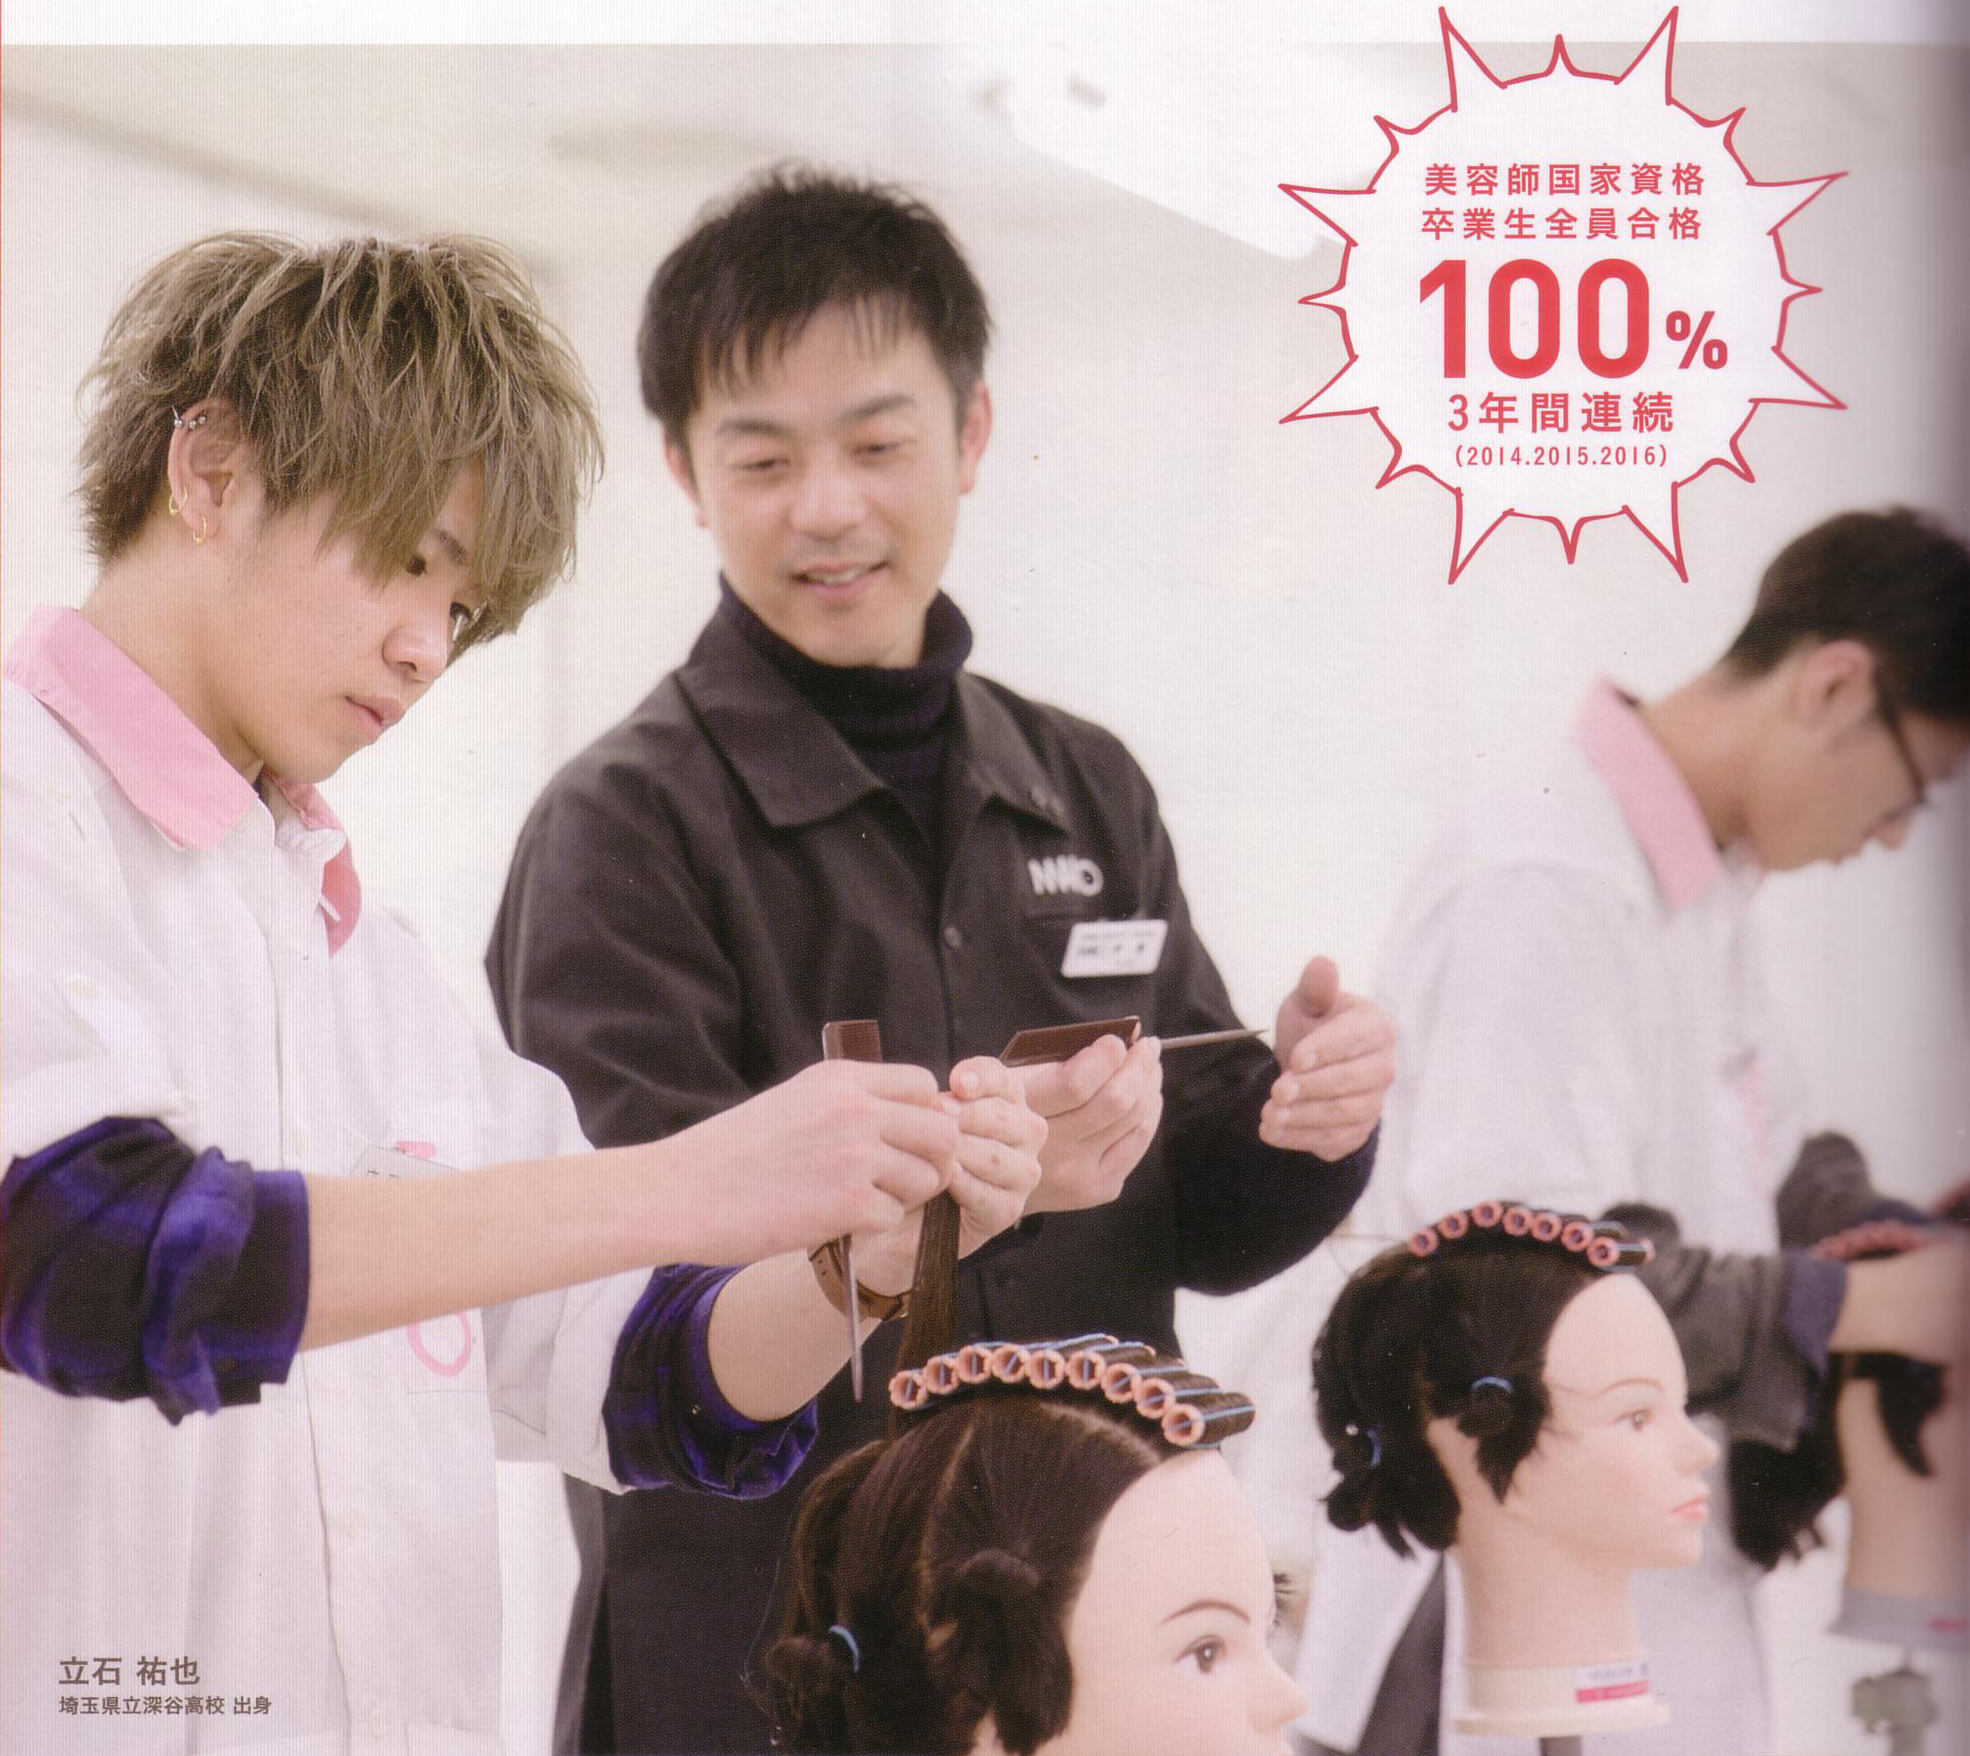 美容師国家資格
卒業生全員合格
100%
3年間連続
(2014.2015.2016)
立石 祐也
埼玉県立深谷高校 出身